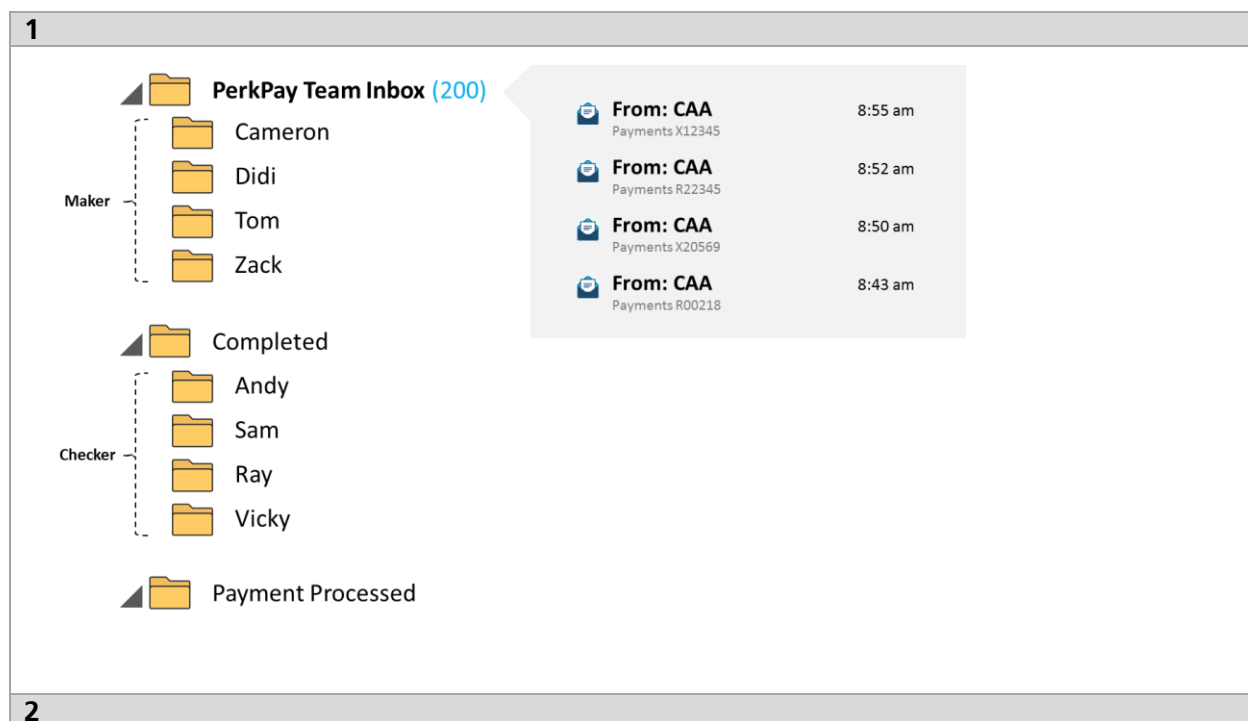 1
PerkPay Team Inbox (200)
Cameron
Didi
Tom
Zack
Maker
From: CAA 8:55 am
Payments X12345
From: CAA 8:52 am
Payments R22345
From: CAA 8:50 am
Payments X20569
From: CAA 8:43 am
Payments R00218
Completed
Andy
Sam
Ray
Vicky
Checker
Payment Processed
2